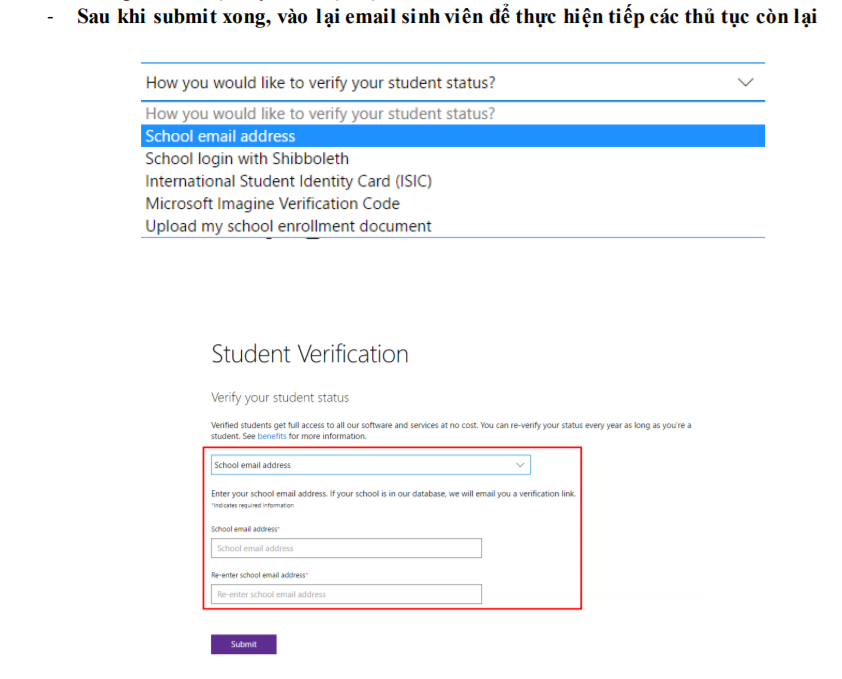 - Sau khi submit xong, vào lại email sinh viên để thực hiện tiếp các thủ tục còn lại
How you would like to verify your student status?
How you would like to verify your student status?
School email address
School login with Shibboleth
International Student Identity Card (ISIC)
Microsoft Imagine Verification Code
Upload my school enrollment document
Student Verification
Verify your student status
Verified students get full access to all our software and services at no cost. You can re-verify your status every year as long as you're a
student. See benefits for more information.
School email address
Enter your school email address. If your school is in our database, we will email you a verification link.
*Indicates required information
School email address*
School email address
Re-enter school email address*
Re-enter school email address
Submit